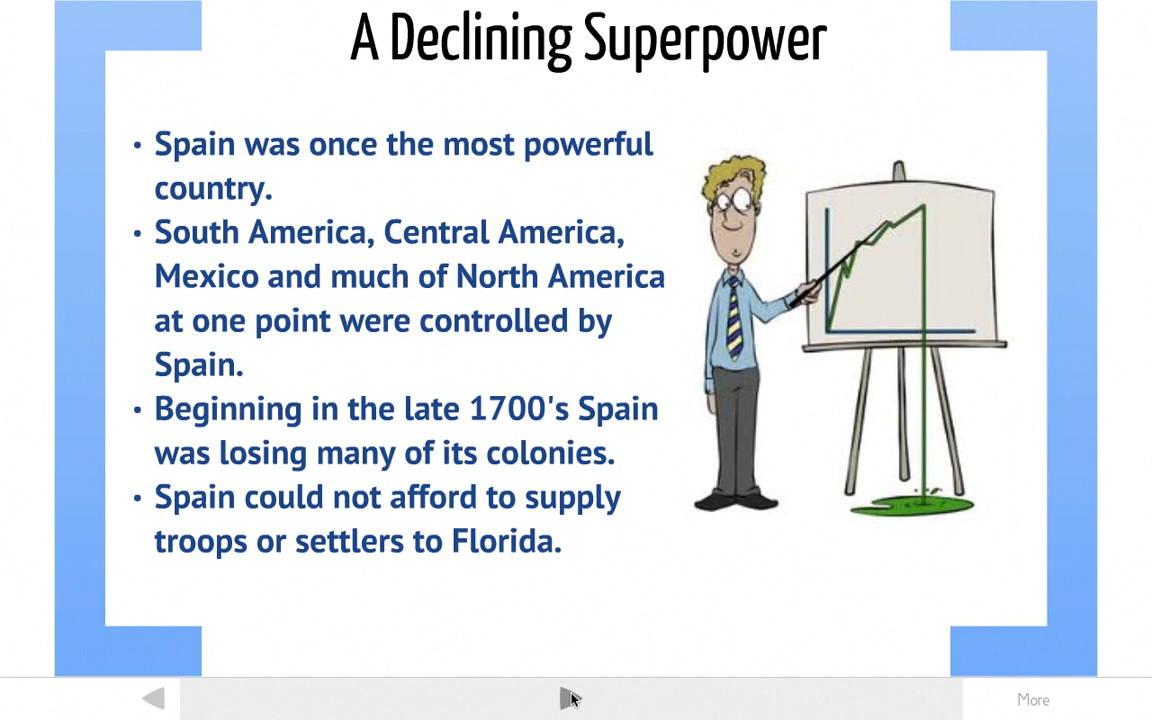 A Declining Superpower
• Spain was once the most powerful
country.
• South America, Central America,
Mexico and much of North America
at one point were controlled by
Spain.
• Beginning in the late 1700's Spain
was losing many of its colonies.
• Spain could not afford to supply
troops or settlers to Florida.
More